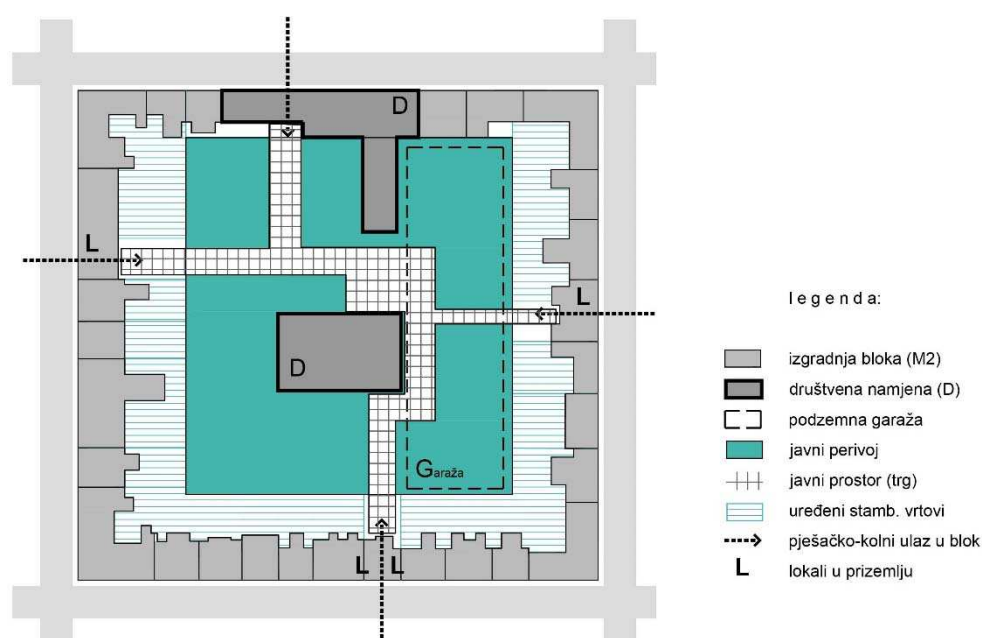 D
L
L
D
Garaža
L L
l e g e n d a:
izgradnja bloka (M2)
društvena namjena (D)
podzemna garaža
javni perivoj
javni prostor (trg)
uređeni stamb. vrtovi
pješačko-kolni ulaz u blok
L lokali u prizemlju